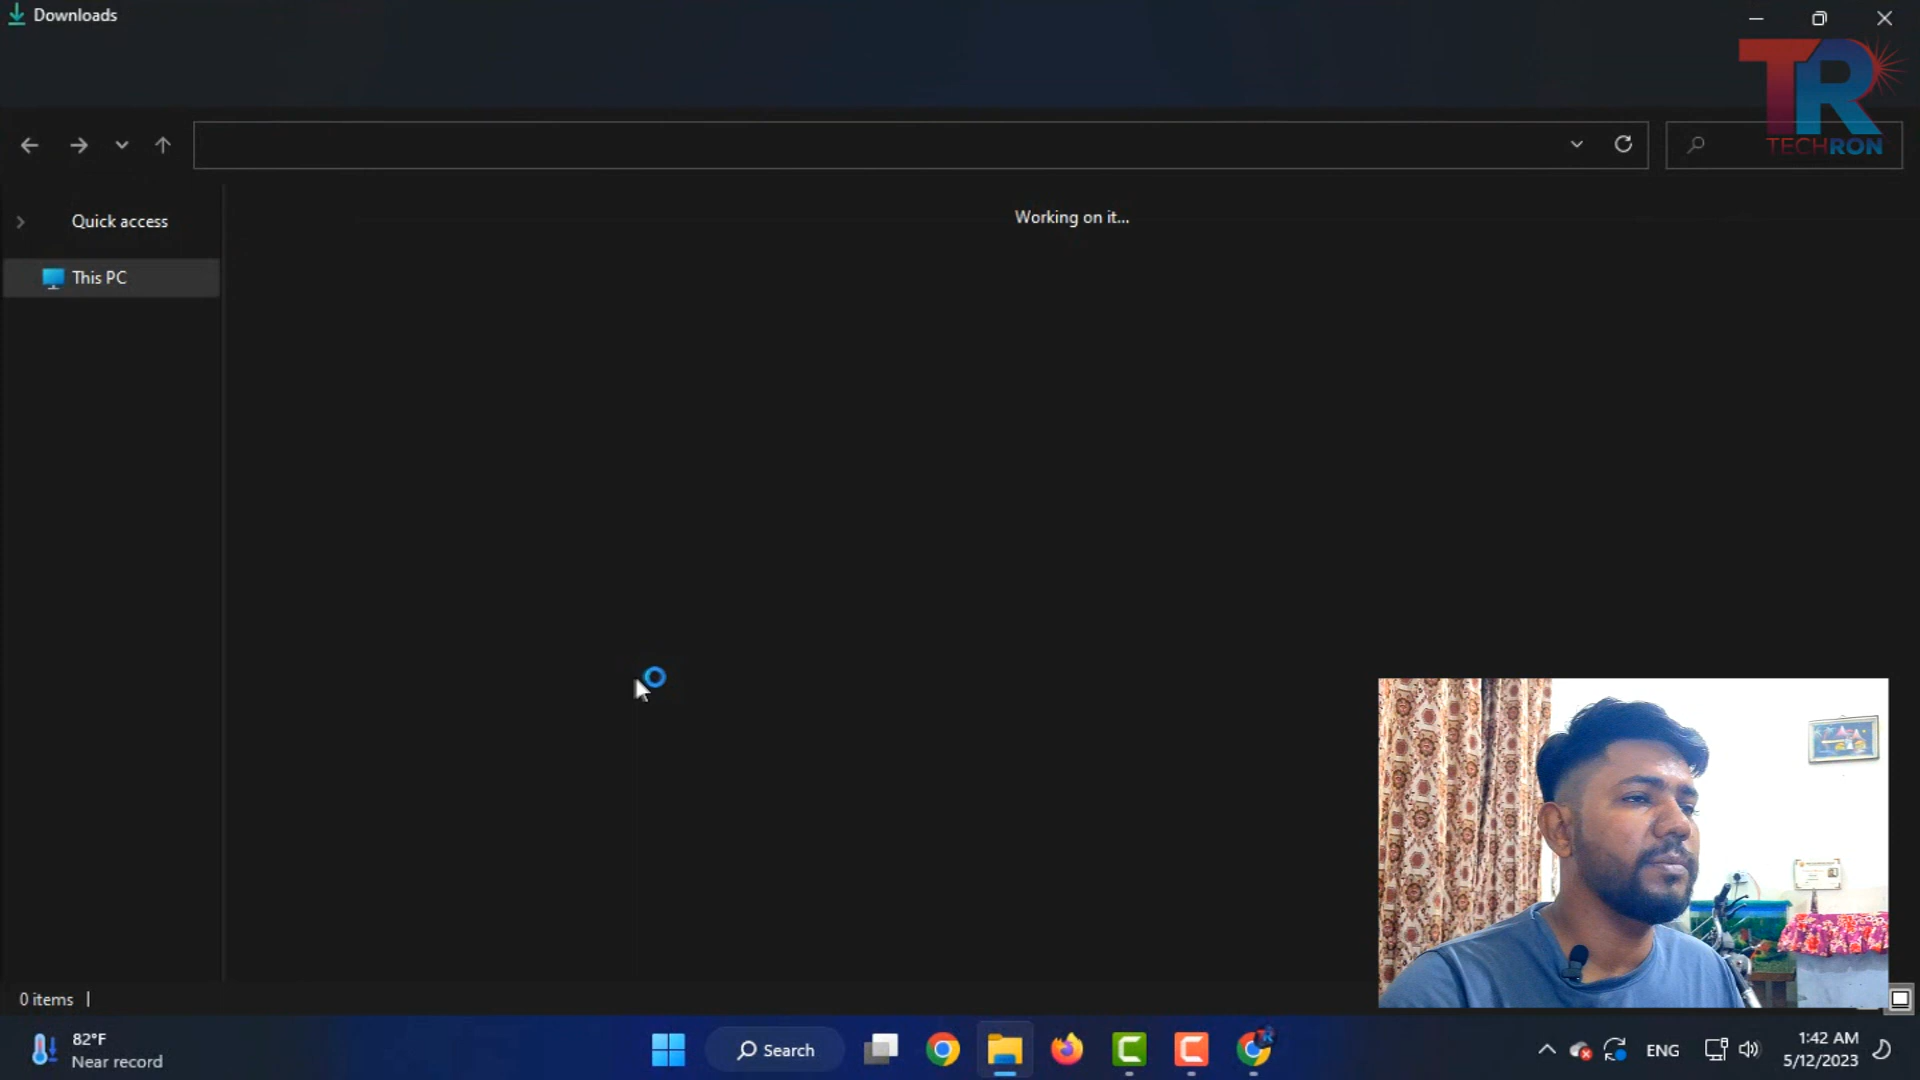 Downloads
TR
TECHRON
Quick access
This PC
Working on it...
0 items
82°F
Near record
Search
ENG
1:42 AM
5/12/2023